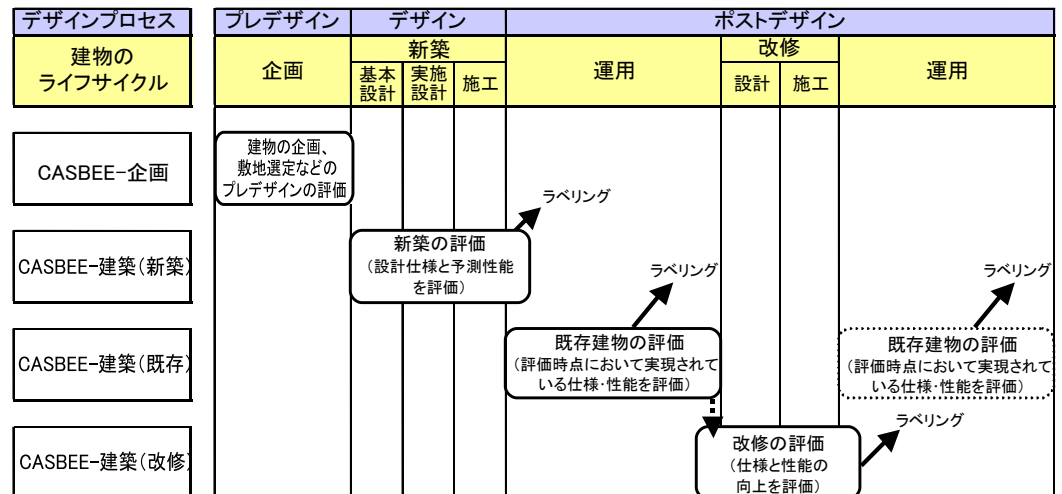 デザインプロセス
プレデザイン
デザイン
ポストデザイン
建物の
ライフサイクル
企画
新築
基本
設計
実施
設計
施工
運用
改修
設計
施工
運用
CASBEE-企画
建物の企画、
敷地選定などの
プレデザインの評価
ラベリング
CASBEE-建築(新築)
新築の評価
(設計仕様と予測性能
を評価)
ラベリング
ラベリング
CASBEE-建築(既存)
既存建物の評価
(評価時点において実現されて
いる仕様・性能を評価)
既存建物の評価
(評価時点において実現されて
いる仕様・性能を評価)
ラベリング
CASBEE-建築(改修)
改修の評価
(仕様と性能の
向上を評価)